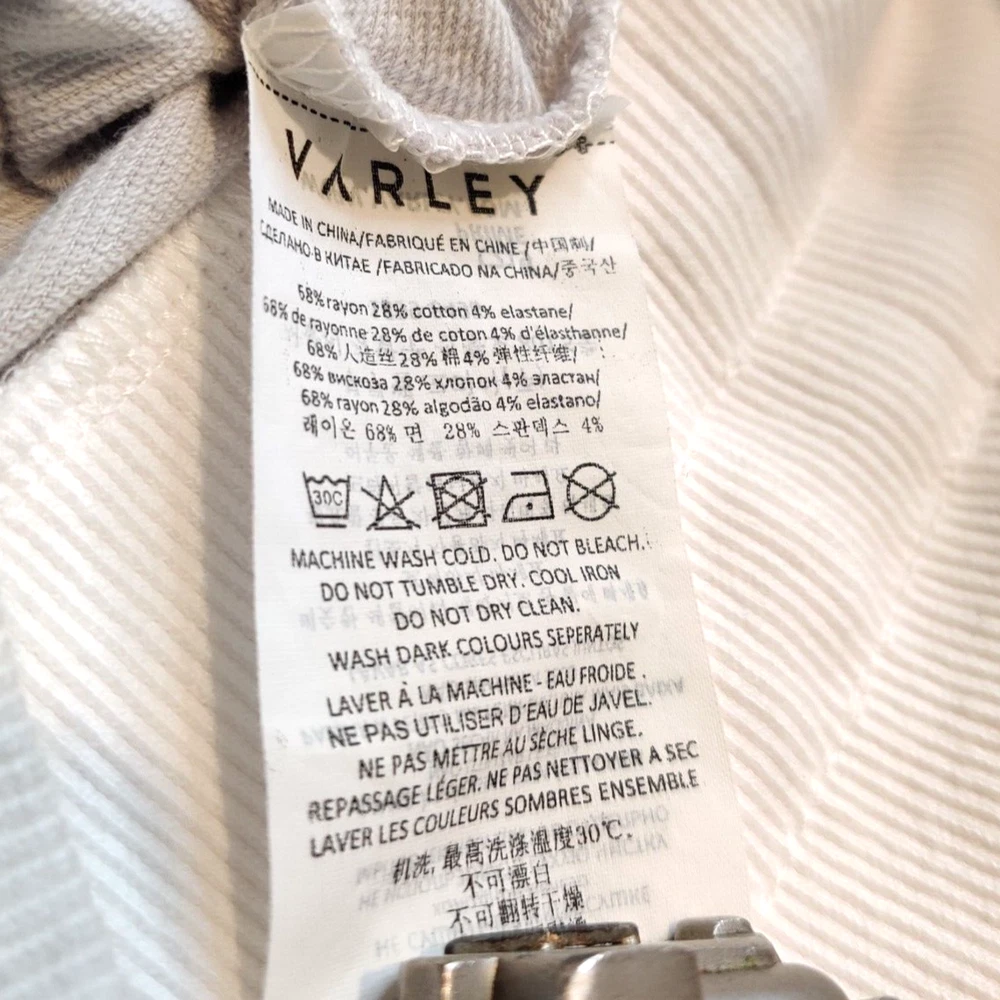 VARLEY
MADE IN CHINA/FABRIQUÉ EN CHINE /中国制/
СДЕЛАНО В КИТАЕ /FABRICADO NA CHINA/중국산
68% rayon 28% cotton 4% elastane/
68% de rayonne 28% de coton 4% d'élasthanne/
68% 人造丝 28% 棉 4% 弹性纤维/
68% вискоза 28% хлопок 4% эластан/
68% rayon 28% algodão 4% elastano/
레이온 68% 면 28% 스판덱스 4%
30C
MACHINE WASH COLD. DO NOT BLEACH.
DO NOT TUMBLE DRY. COOL IRON
DO NOT DRY CLEAN.
WASH DARK COLOURS SEPERATELY
LAVER À LA MACHINE - EAU FROIDE .
NE PAS UTILISER D'EAU DE JAVEL.
NE PAS METTRE AU SÈCHE LINGE.
REPASSAGE LÉGER. NE PAS NETTOYER A SEC
LAVER LES COULEURS SOMBRES ENSEMBLE
机洗, 最高洗涤温度30℃.
不可漂白
不可翻转干燥